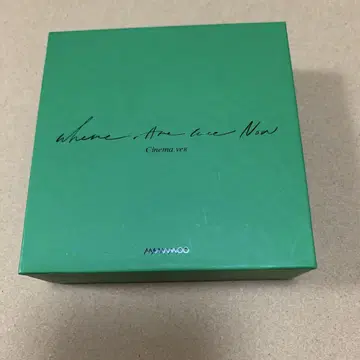 Where Are We Now
Cinema ver.
MAMAMOO